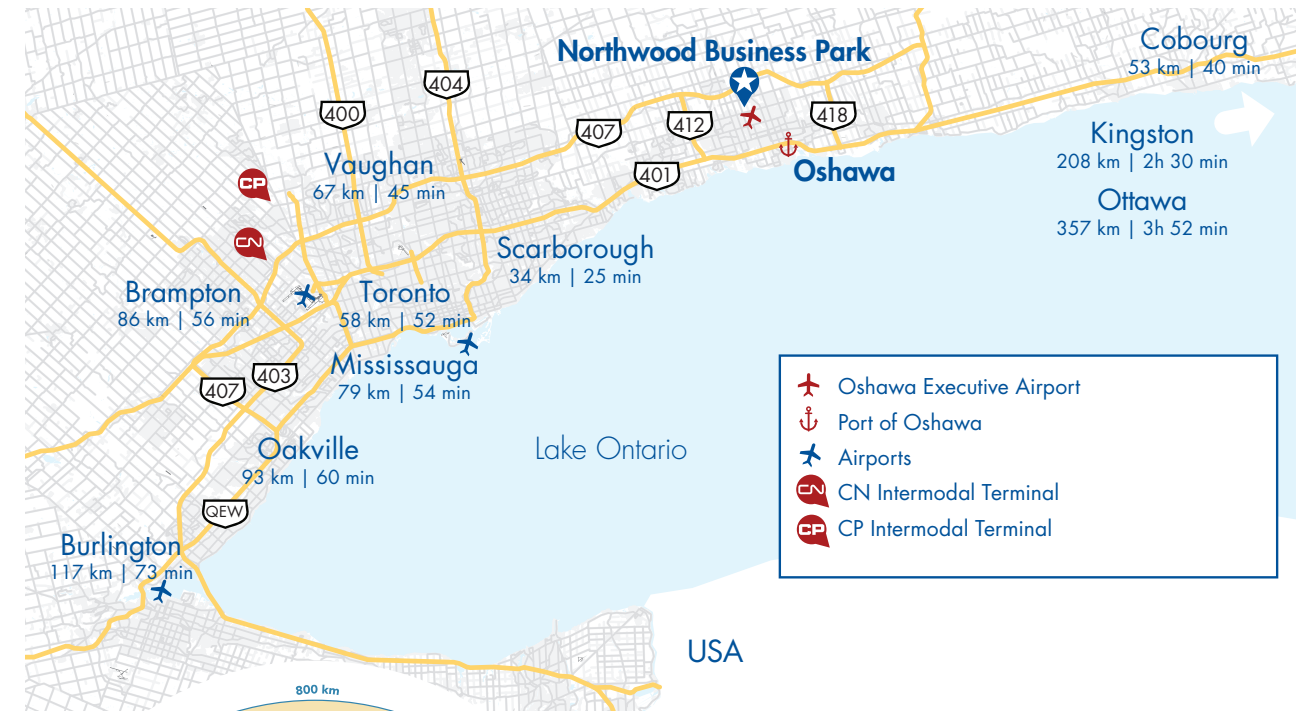 Northwood Business Park
Cobourg
53 km | 40 min
404
400
407
412
418
Kingston
208 km | 2h 30 min
Vaughan
67 km | 45 min
401
Oshawa
CP
Ottawa
357 km | 3h 52 min
CN
Scarborough
34 km | 25 min
Brampton
86 km | 56 min
Toronto
58 km | 52 min
Mississauga
79 km | 54 min
407
403
Oakville
93 km | 60 min
Lake Ontario
QEW
Burlington
117 km | 73 min
Oshawa Executive Airport
Port of Oshawa
Airports
CN
CN Intermodal Terminal
CP
CP Intermodal Terminal
USA
800 km